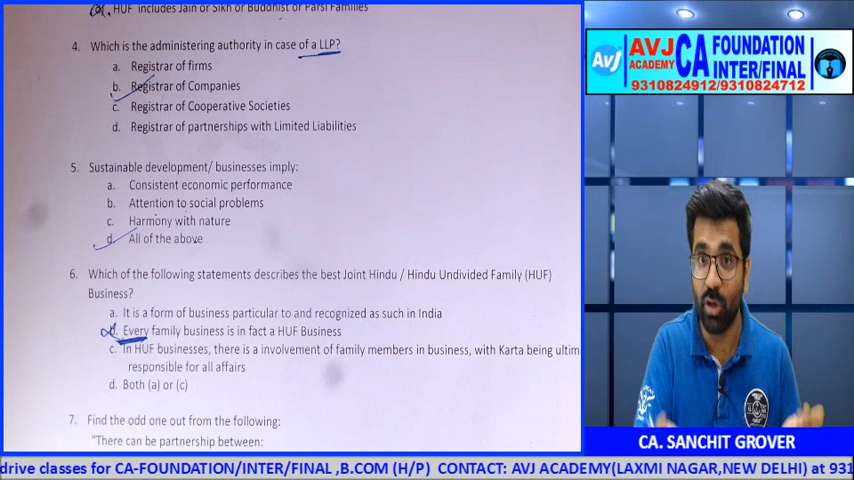 HUF includes Jain or Sikh or Buddhist or Parsi Families
4. Which is the administering authority in case of a LLP?
a. Registrar of firms
b. Registrar of Companies
c. Registrar of Cooperative Societies
d. Registrar of partnerships with Limited Liabilities
5. Sustainable development/ businesses imply:
a. Consistent economic performance
b. Attention to social problems
c. Harmony with nature
d. All of the above
6. Which of the following statements describes the best Joint Hindu / Hindu Undivided Family (HUF)
Business?
a. It is a form of business particular to and recognized as such in India
b. Every family business is in fact a HUF Business
c. In HUF businesses, there is a involvement of family members in business, with Karta being ultim
responsible for all affairs
d. Both (a) or (c)
7. Find the odd one out from the following:
"There can be partnership between:
AVJ
AVJ ACADEMY
CA FOUNDATION
INTER/FINAL
9310824912/9310824712
CA. SANCHIT GROVER
drive classes for CA-FOUNDATION/INTER/FINAL ,B.COM (H/P) CONTACT: AVJ ACADEMY(LAXMI NAGAR,NEW DELHI) at 931